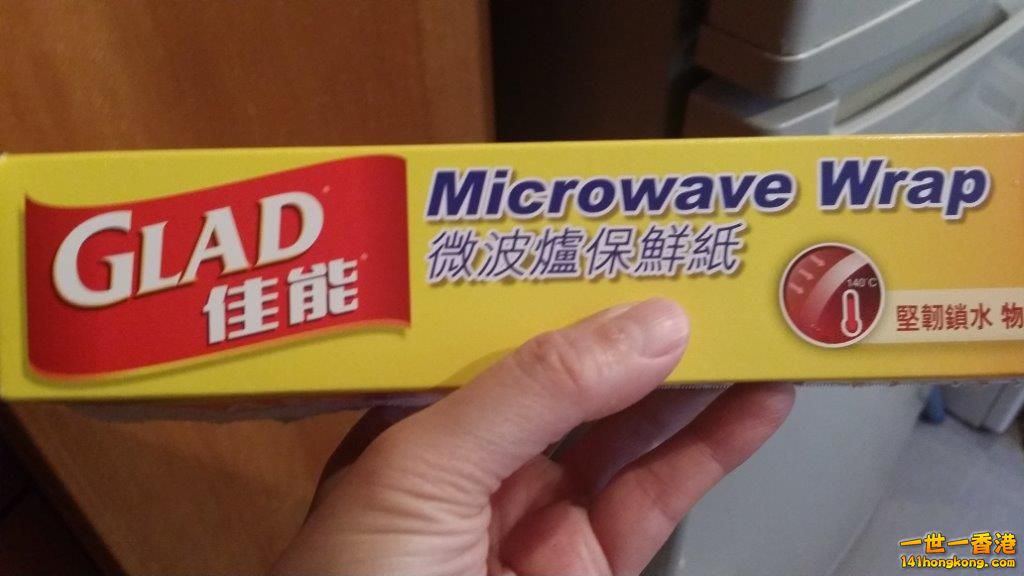 GLAD
佳能
Microwave Wrap
微波爐保鮮紙
140°C
堅韌鎖水 物
一世一香港
141hongkong.com